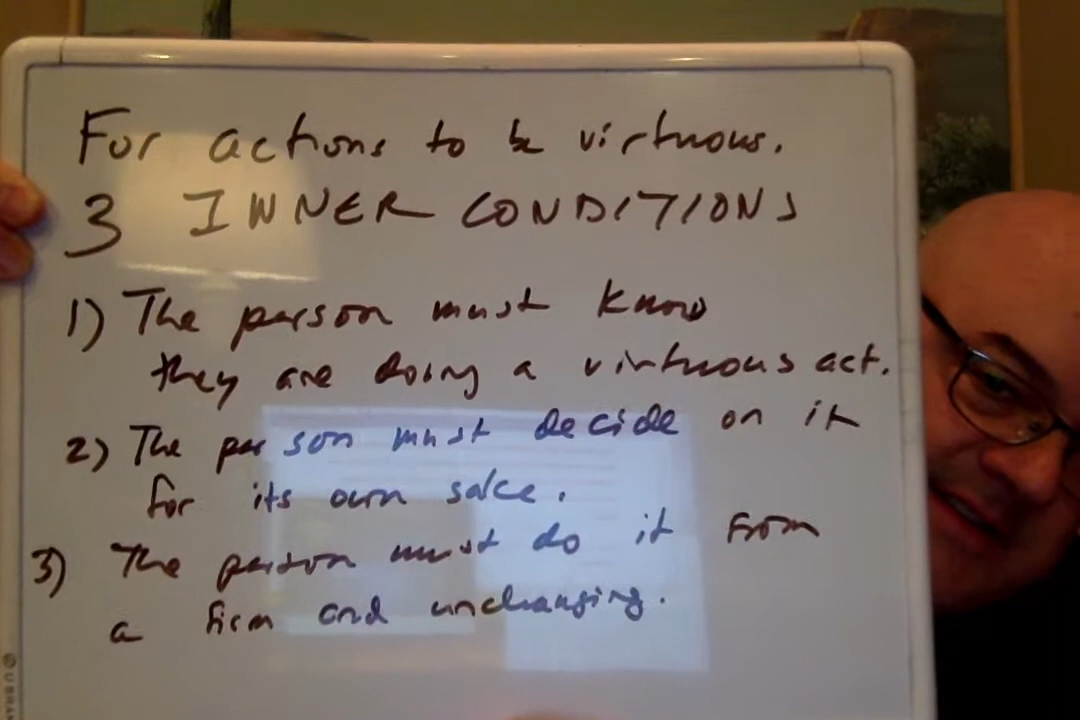 For actions to be virtuous.
3 INNER CONDITIONS
1) The person must know
they are doing a virtuous act.
2) The person must decide on it
for its own sake.
3) The person must do it from
a firm and unchanging.